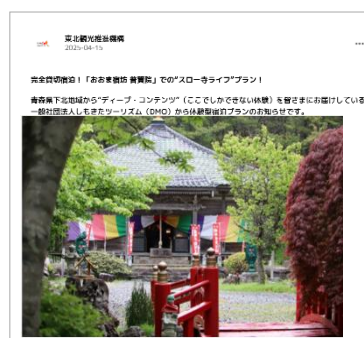 東北観光推進機構
2025-04-15
完全貸切宿泊！「おおま宿坊 普賢院」での“スロー寺ライフ”プラン！
青森県下北地域から“ディープ・コンテンツ”（ここでしかできない体験）を皆さまにお届けしている
一般社団法人しもきたツーリズム（DMO）から体験型宿泊プランのお知らせです。